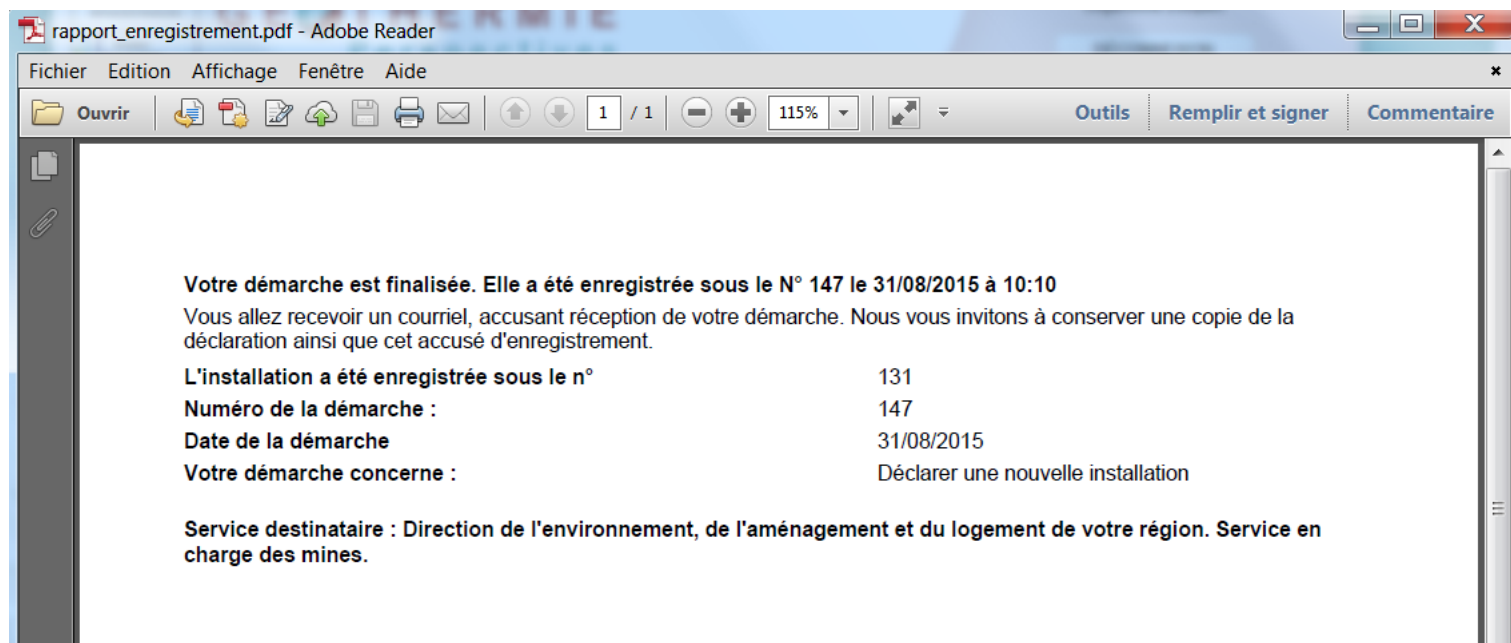 rapport_enregistrement.pdf - Adobe Reader
Fichier Edition Affichage Fenêtre Aide
Ouvrir 1 / 1 115% Outils Remplir et signer Commentaire
Votre démarche est finalisée. Elle a été enregistrée sous le N° 147 le 31/08/2015 à 10:10
Vous allez recevoir un courriel, accusant réception de votre démarche. Nous vous invitons à conserver une copie de la
déclaration ainsi que cet accusé d'enregistrement.
L'installation a été enregistrée sous le n° 131
Numéro de la démarche : 147
Date de la démarche 31/08/2015
Votre démarche concerne : Déclarer une nouvelle installation
Service destinataire : Direction de l'environnement, de l'aménagement et du logement de votre région. Service en
charge des mines.